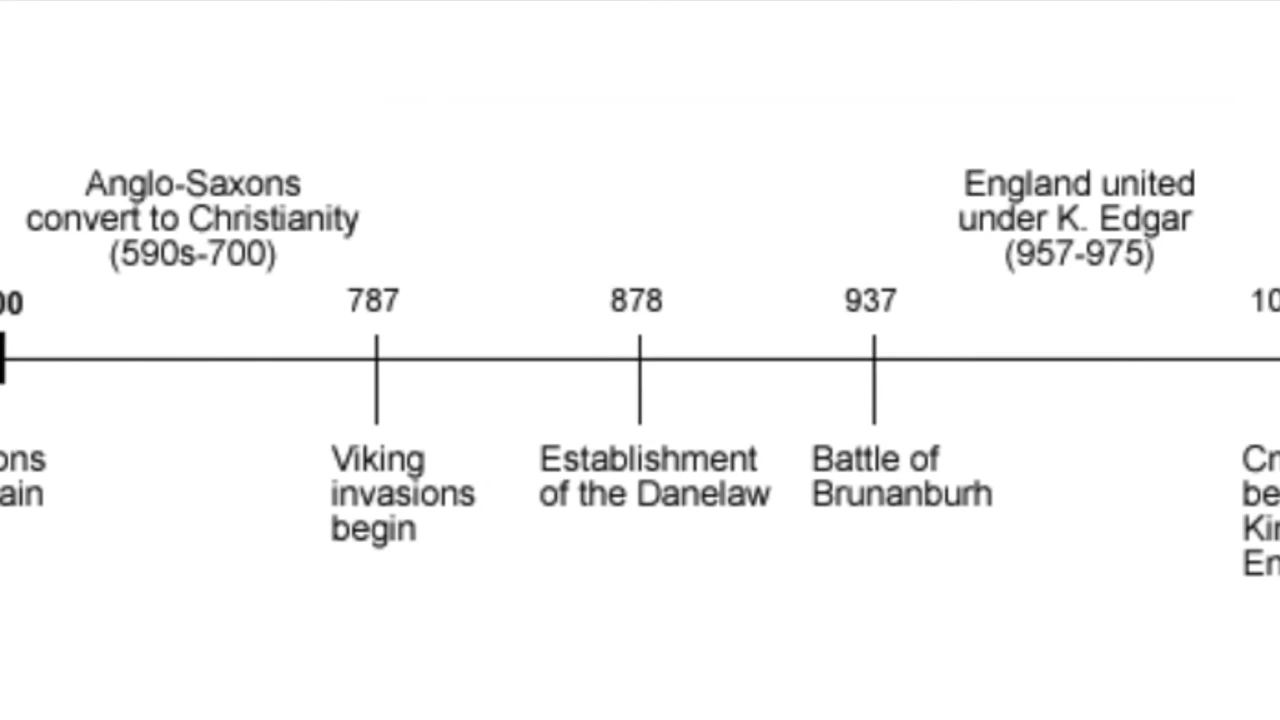 Anglo-Saxons
convert to Christianity
(590s-700)
England united
under K. Edgar
(957-975)
787
878
937
Viking
invasions
begin
Establishment
of the Danelaw
Battle of
Brunanburh